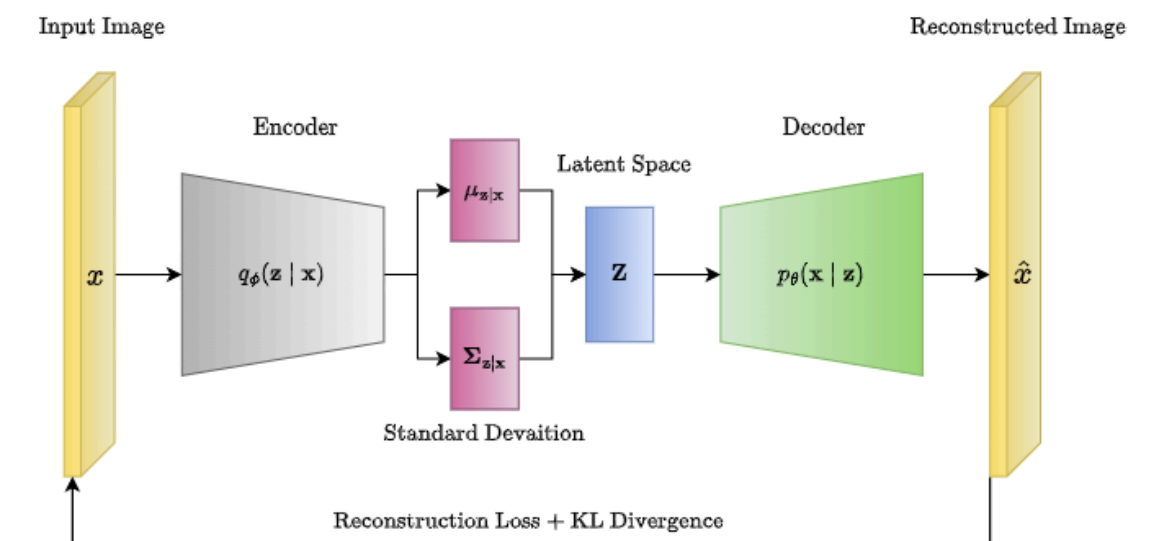 Input Image
Reconstructed Image
Encoder
Decoder
Latent Space
μz|x
x
qϕ(z | x)
Z
pθ(x | z)
x̂
Σz|x
Standard Devaition
Reconstruction Loss + KL Divergence